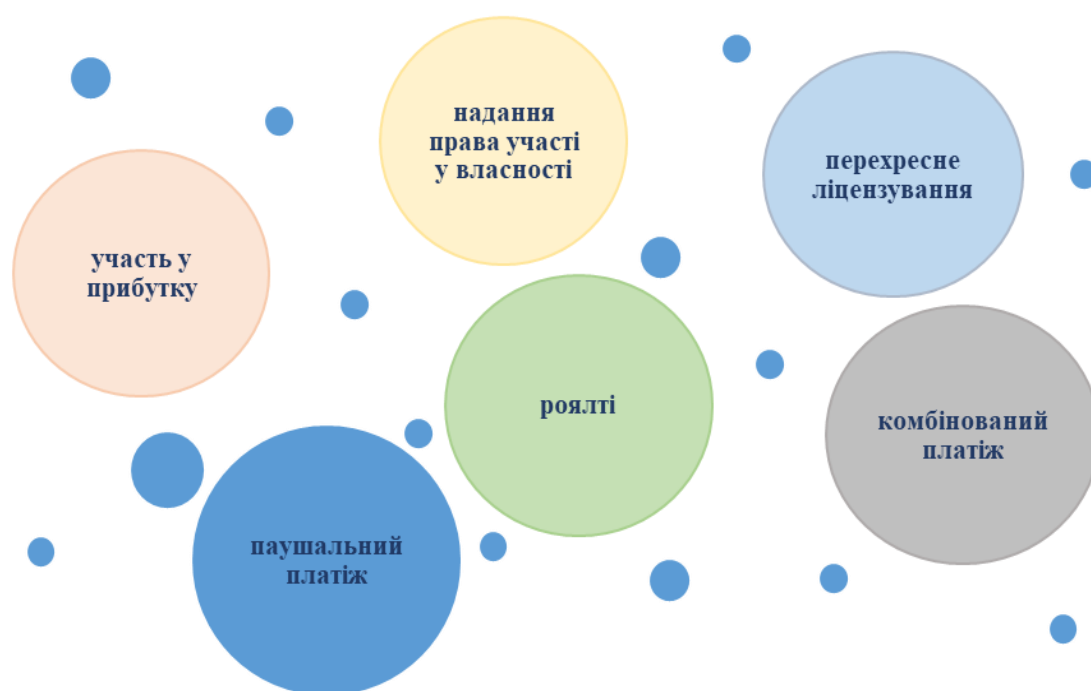 надання
права участі
у власності
перехресне
ліцензування
участь у
прибутку
роялті
комбінований
платіж
паушальний
платіж